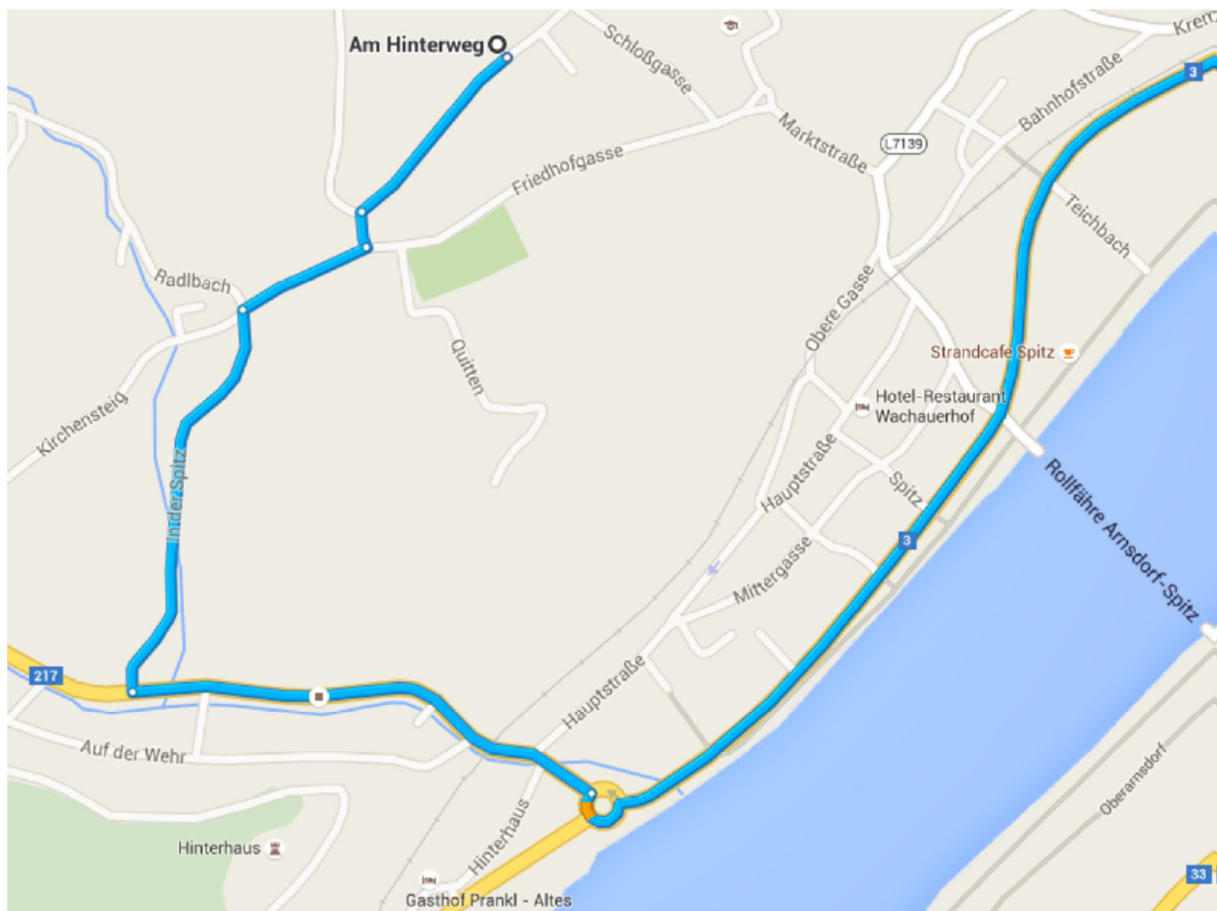 Am Hinterweg
Schloßgasse
Krem
3
Bahnhofstraße
Marktstraße
L7139
Friedhofgasse
Teichbach
Radlbach
Obere Gasse
Quitten
Strandcafe Spitz
Hotel-Restaurant
Wachauerhof
Kirchensteig
In der Spitz
Hauptstraße
Spitz
Rollfähre Arnsdorf-Spitz
3
Mittergasse
217
Hauptstraße
Auf der Wehr
Oberarnsdorf
Hinterhaus
Hinterhaus
33
Gasthof Prankl - Altes